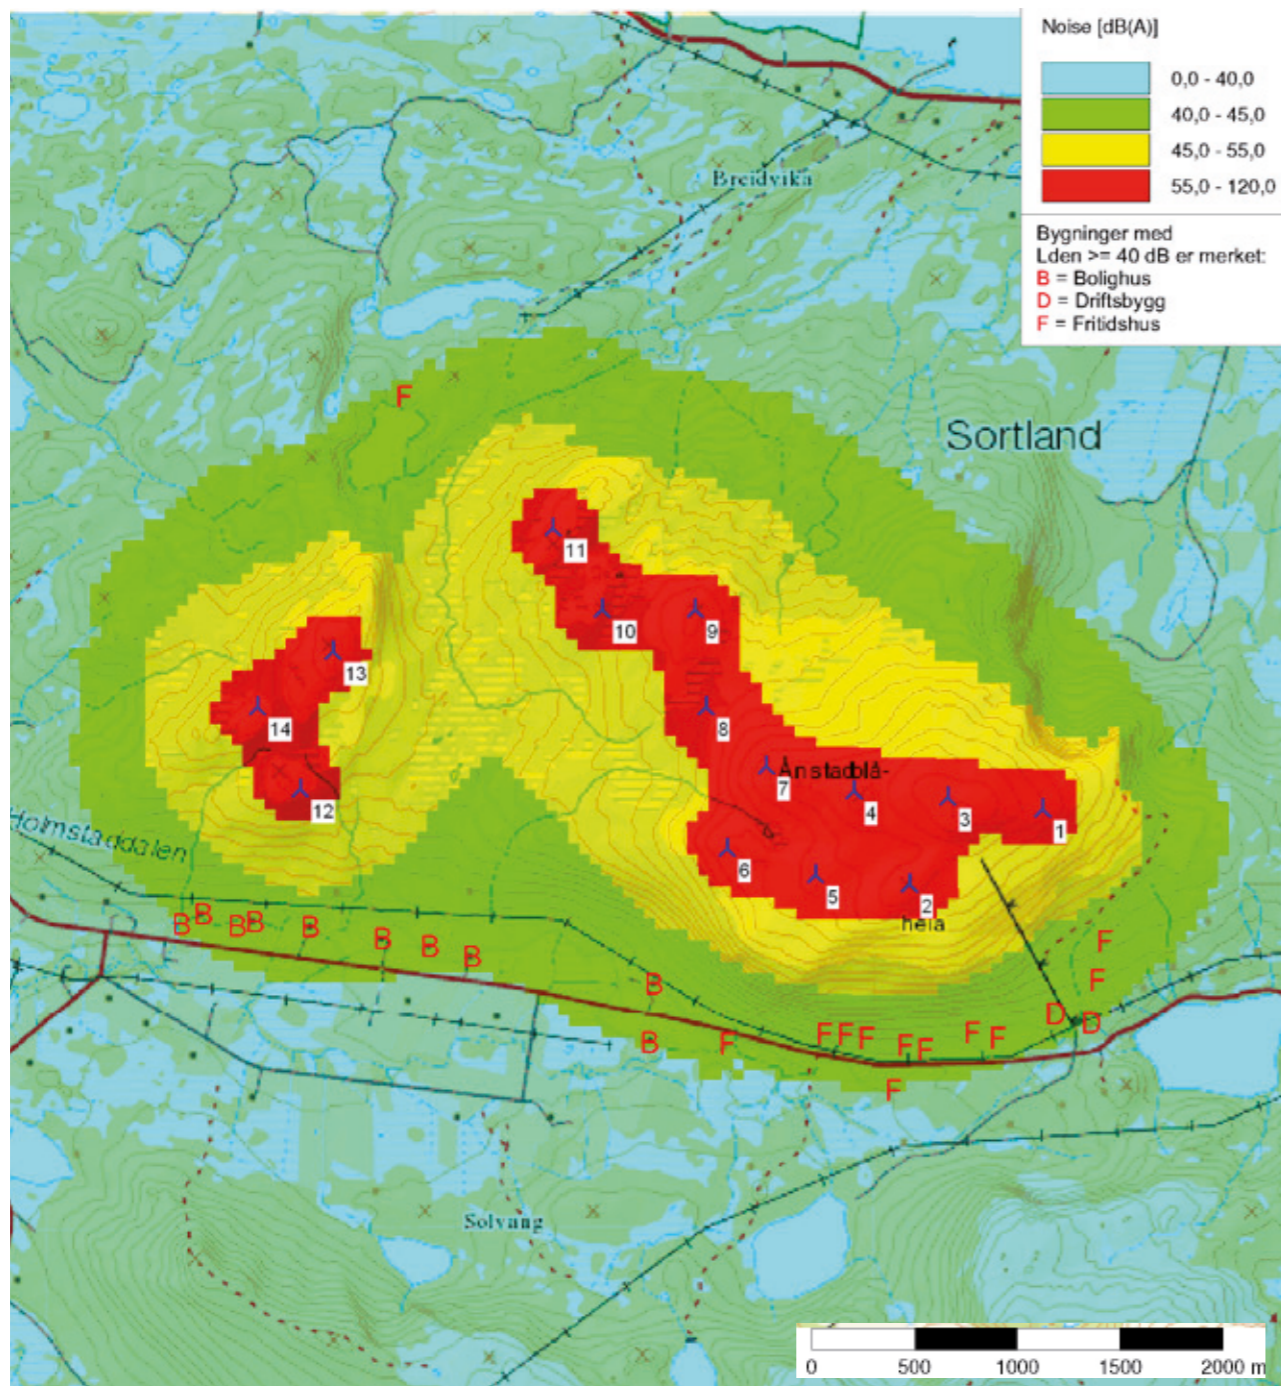 Noise [dB(A)]
0,0 - 40,0
40,0 - 45,0
45,0 - 55,0
55,0 - 120,0
Bygninger med
Lden >= 40 dB er merket:
B = Bolighus
D = Driftsbygg
F = Fritidshus
Breidvika
F
Sortland
11
10
9
13
14
8
12
Ånstadblå-
7
4
3
1
Holmstaddalen
6
5
2
heia
B
B
B
B
B
B
B
B
F
F
B
D
D
B
F
F
F
F
F
F
F
F
F
Solvang
0
500
1000
1500
2000 m